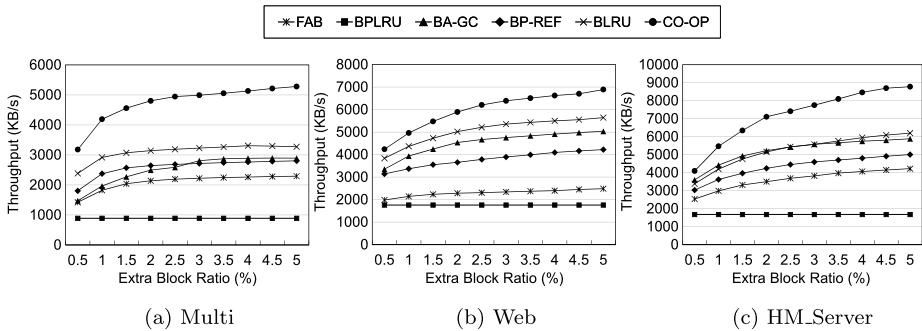 FAB BPLRU BA-GC BP-REF BLRU CO-OP
Throughput (KB/s)
6000
5000
4000
3000
2000
1000
0
0.5 1 1.5 2 2.5 3 3.5 4 4.5 5
Extra Block Ratio (%)
(a) Multi
Throughput (KB/s)
8000
7000
6000
5000
4000
3000
2000
1000
0
0.5 1 1.5 2 2.5 3 3.5 4 4.5 5
Extra Block Ratio (%)
(b) Web
Throughput (KB/s)
10000
9000
8000
7000
6000
5000
4000
3000
2000
1000
0
0.5 1 1.5 2 2.5 3 3.5 4 4.5 5
Extra Block Ratio (%)
(c) HM_Server